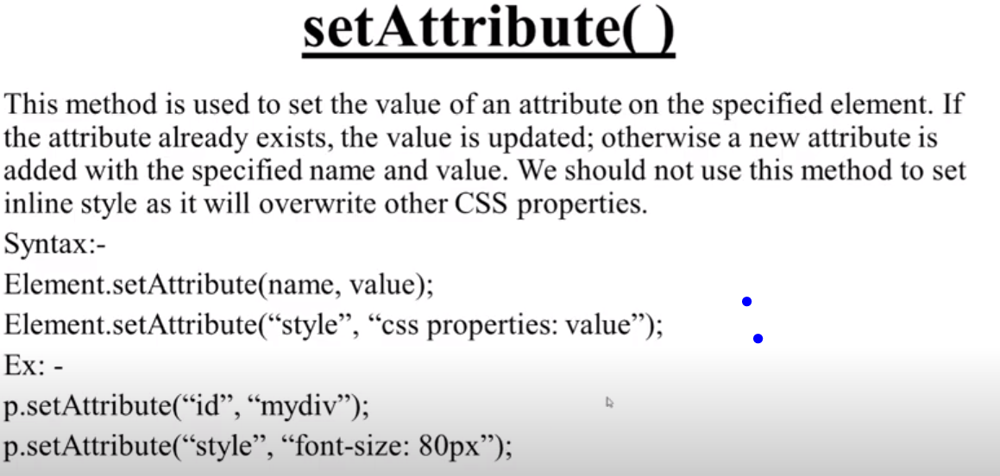 setAttribute( )
This method is used to set the value of an attribute on the specified element. If
the attribute already exists, the value is updated; otherwise a new attribute is
added with the specified name and value. We should not use this method to set
inline style as it will overwrite other CSS properties.
Syntax:-
Element.setAttribute(name, value);
Element.setAttribute(“style”, “css properties: value”);
Ex: -
p.setAttribute(“id”, “mydiv”);
p.setAttribute(“style”, “font-size: 80px”);